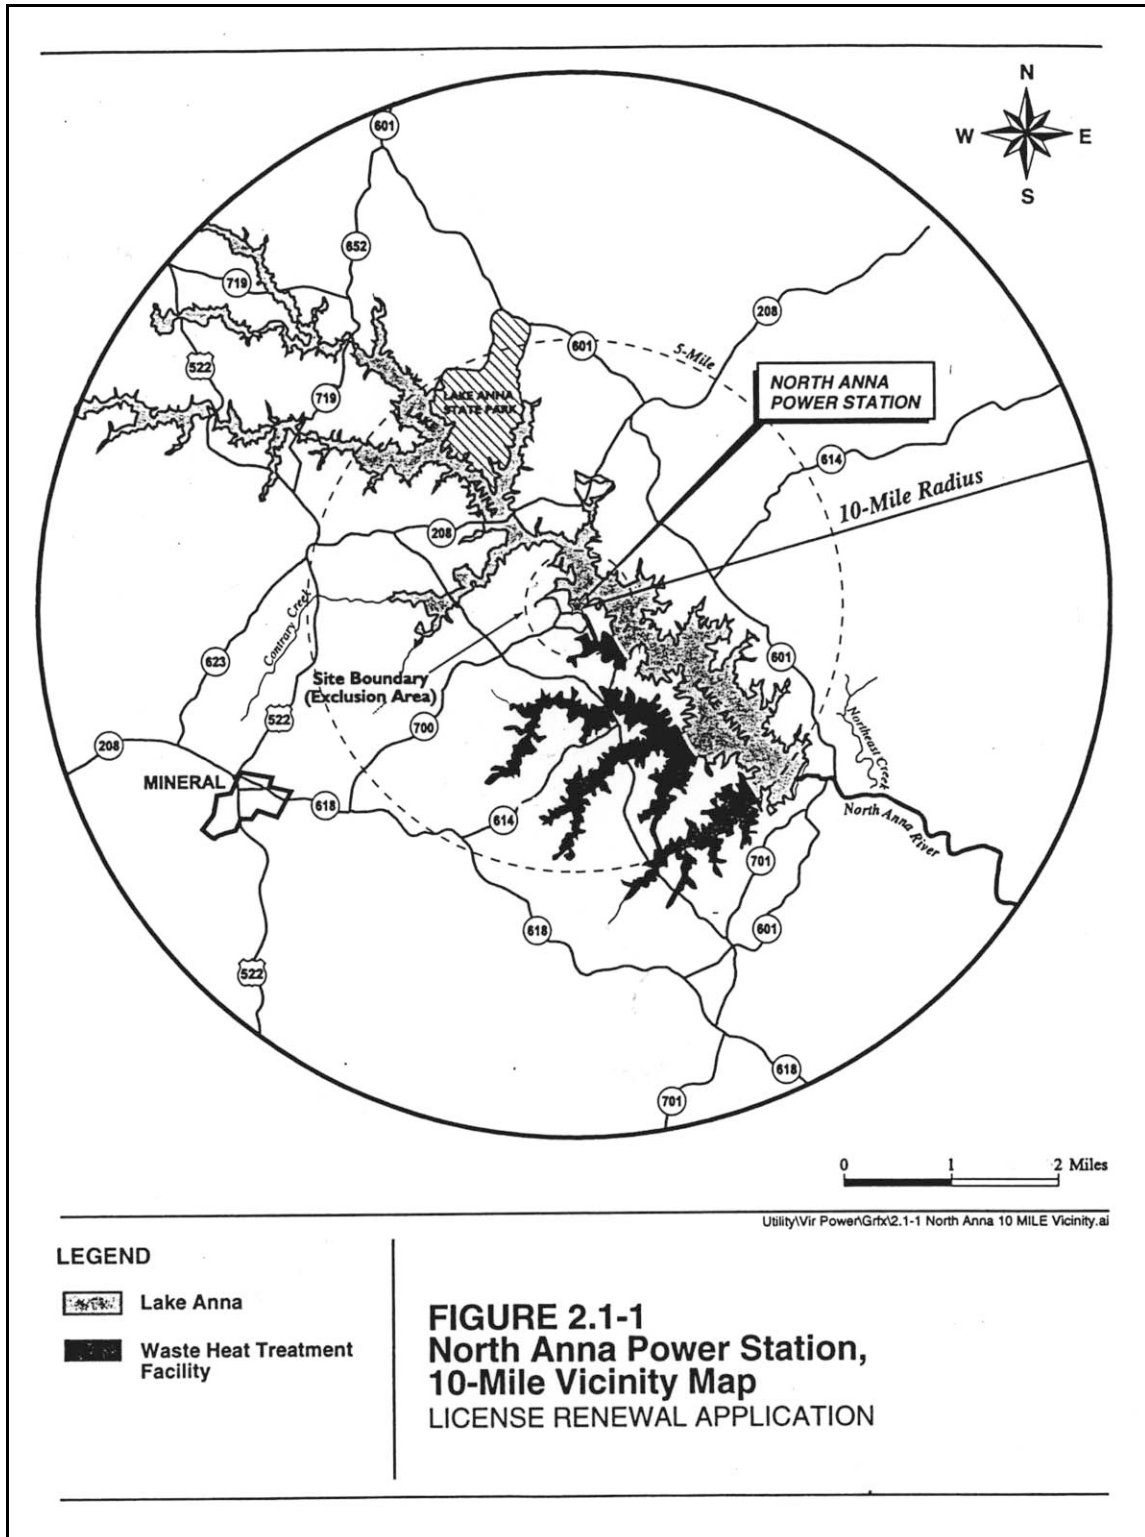 N
W E
S
601
652
719
208
522
601
5-Mile
NORTH ANNA
POWER STATION
719
LAKE ANNA
STATE PARK
LAKE
614
10-Mile Radius
208
Contrary Creek
623
601
Site Boundary
(Exclusion Area)
522
700
208
Northeast Creek
MINERAL
618
614
North Anna River
701
618
601
522
618
701
0 1 2 Miles
Utility\Vir Power\Grfx\2.1-1 North Anna 10 MILE Vicinity.ai
LEGEND
Lake Anna
Waste Heat Treatment
Facility
FIGURE 2.1-1
North Anna Power Station,
10-Mile Vicinity Map
LICENSE RENEWAL APPLICATION